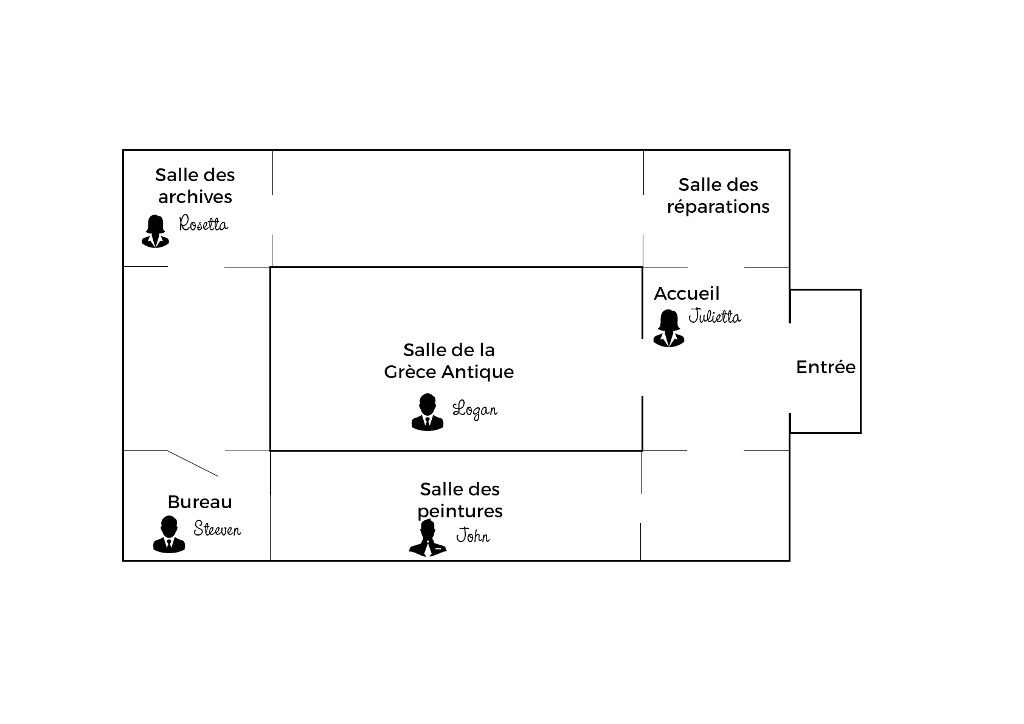 Salle des
archives
Rosetta
Salle des
réparations
Accueil
Julietta
Salle de la
Grèce Antique
Logan
Entrée
Bureau
Steeven
Salle des
peintures
John